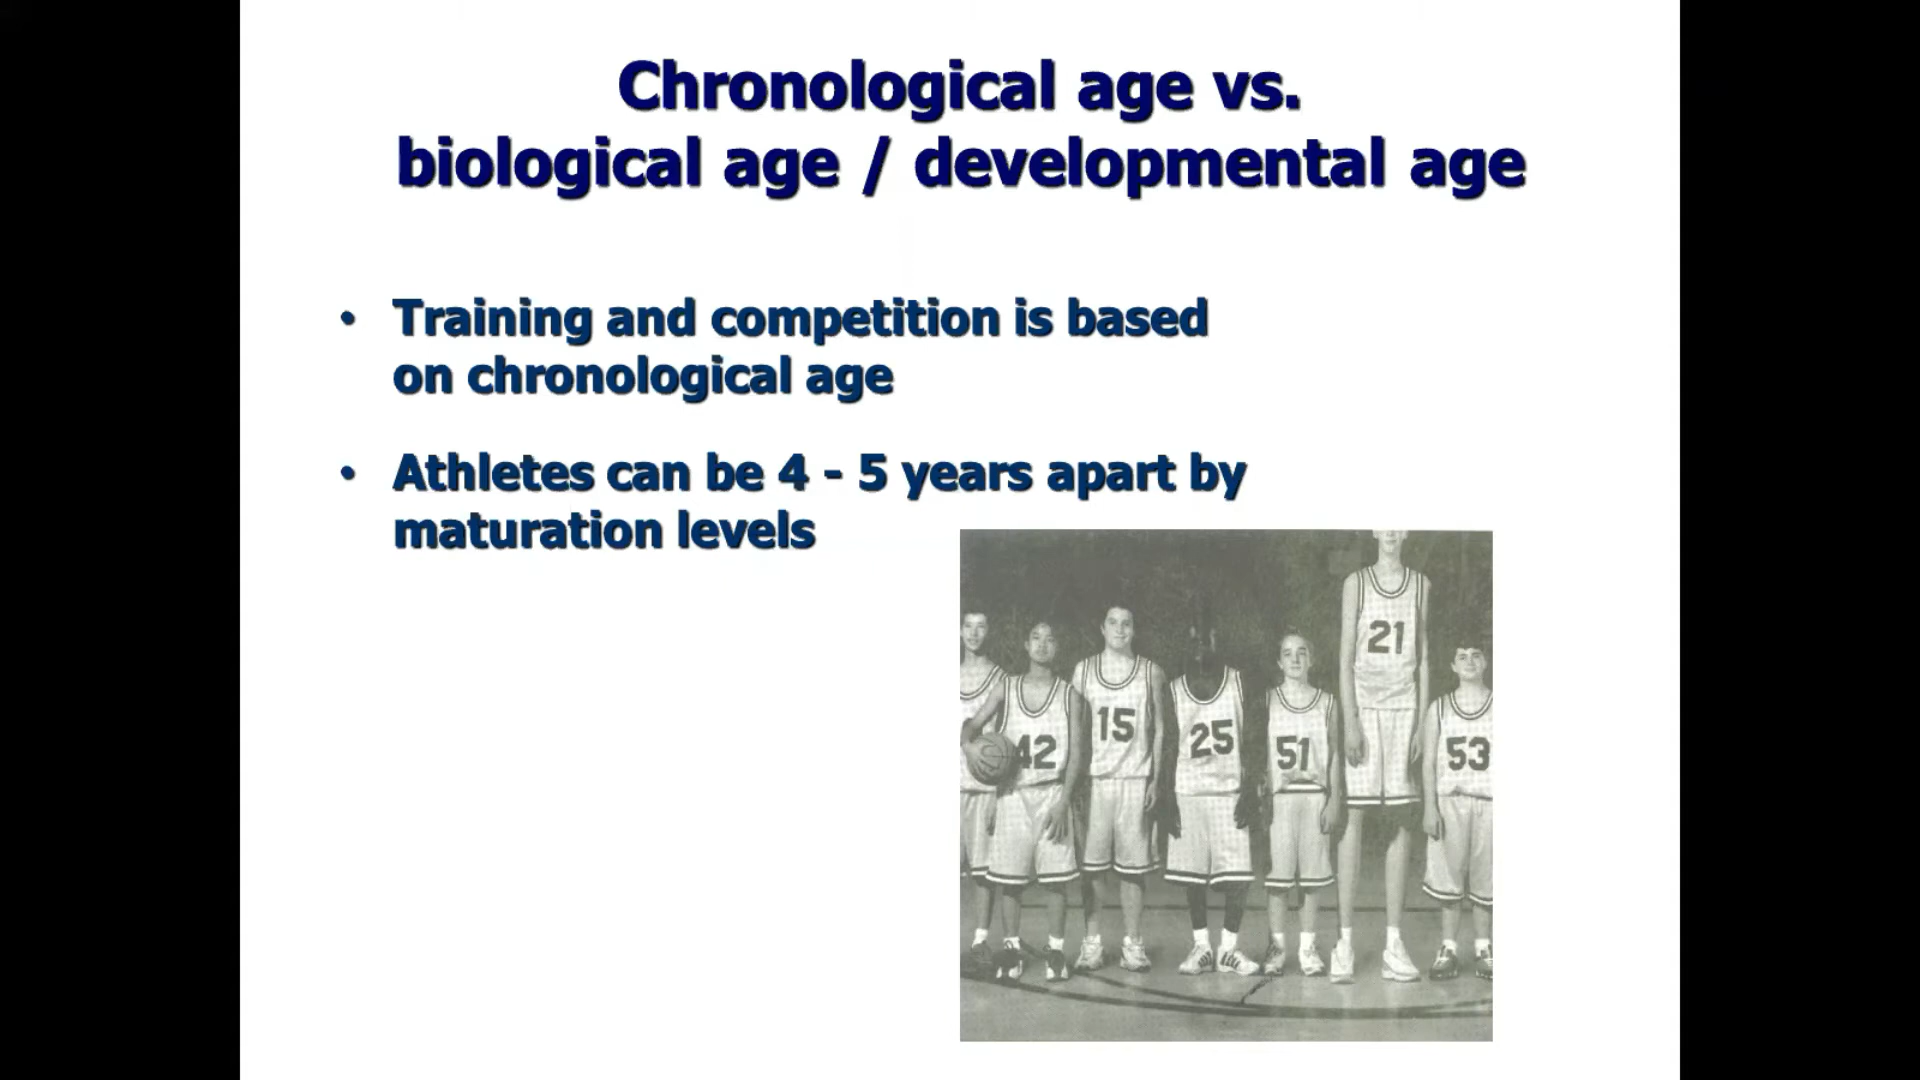 Chronological age vs.
biological age / developmental age
• Training and competition is based
on chronological age
• Athletes can be 4 - 5 years apart by
maturation levels
21
15
25
42
51
53